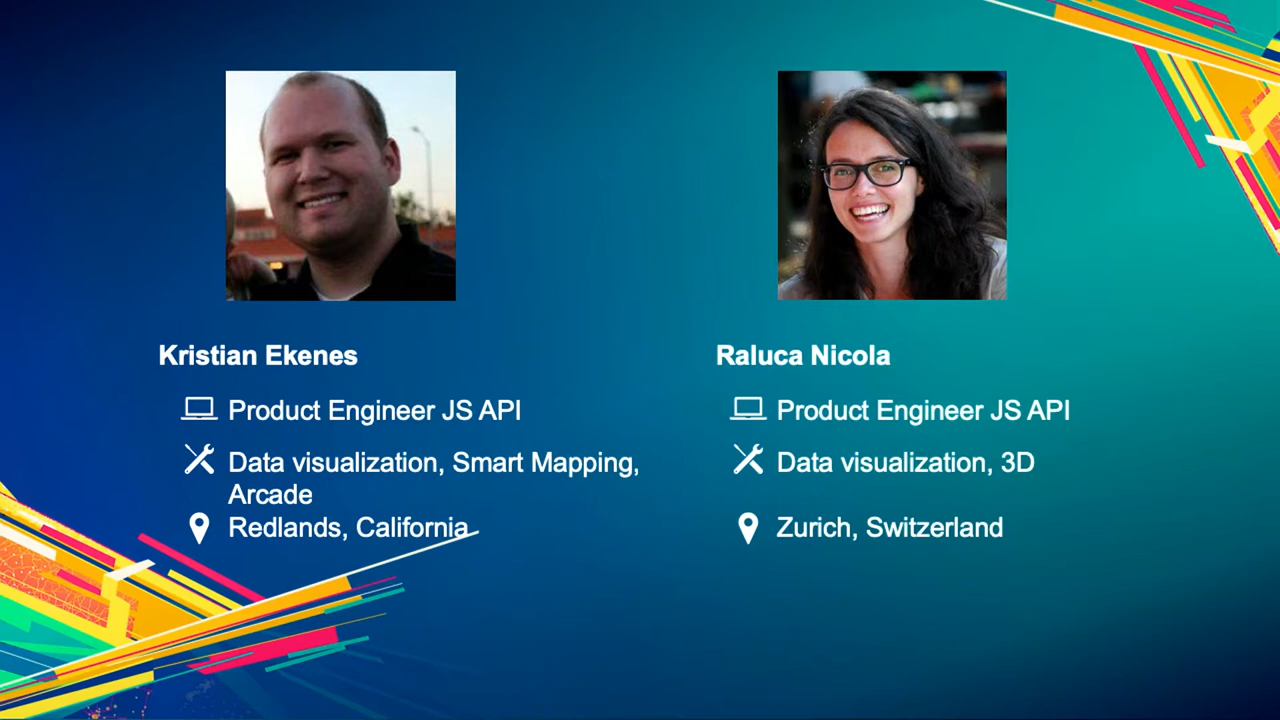 Kristian Ekenes
Product Engineer JS API
Data visualization, Smart Mapping,
Arcade
Redlands, California
Raluca Nicola
Product Engineer JS API
Data visualization, 3D
Zurich, Switzerland